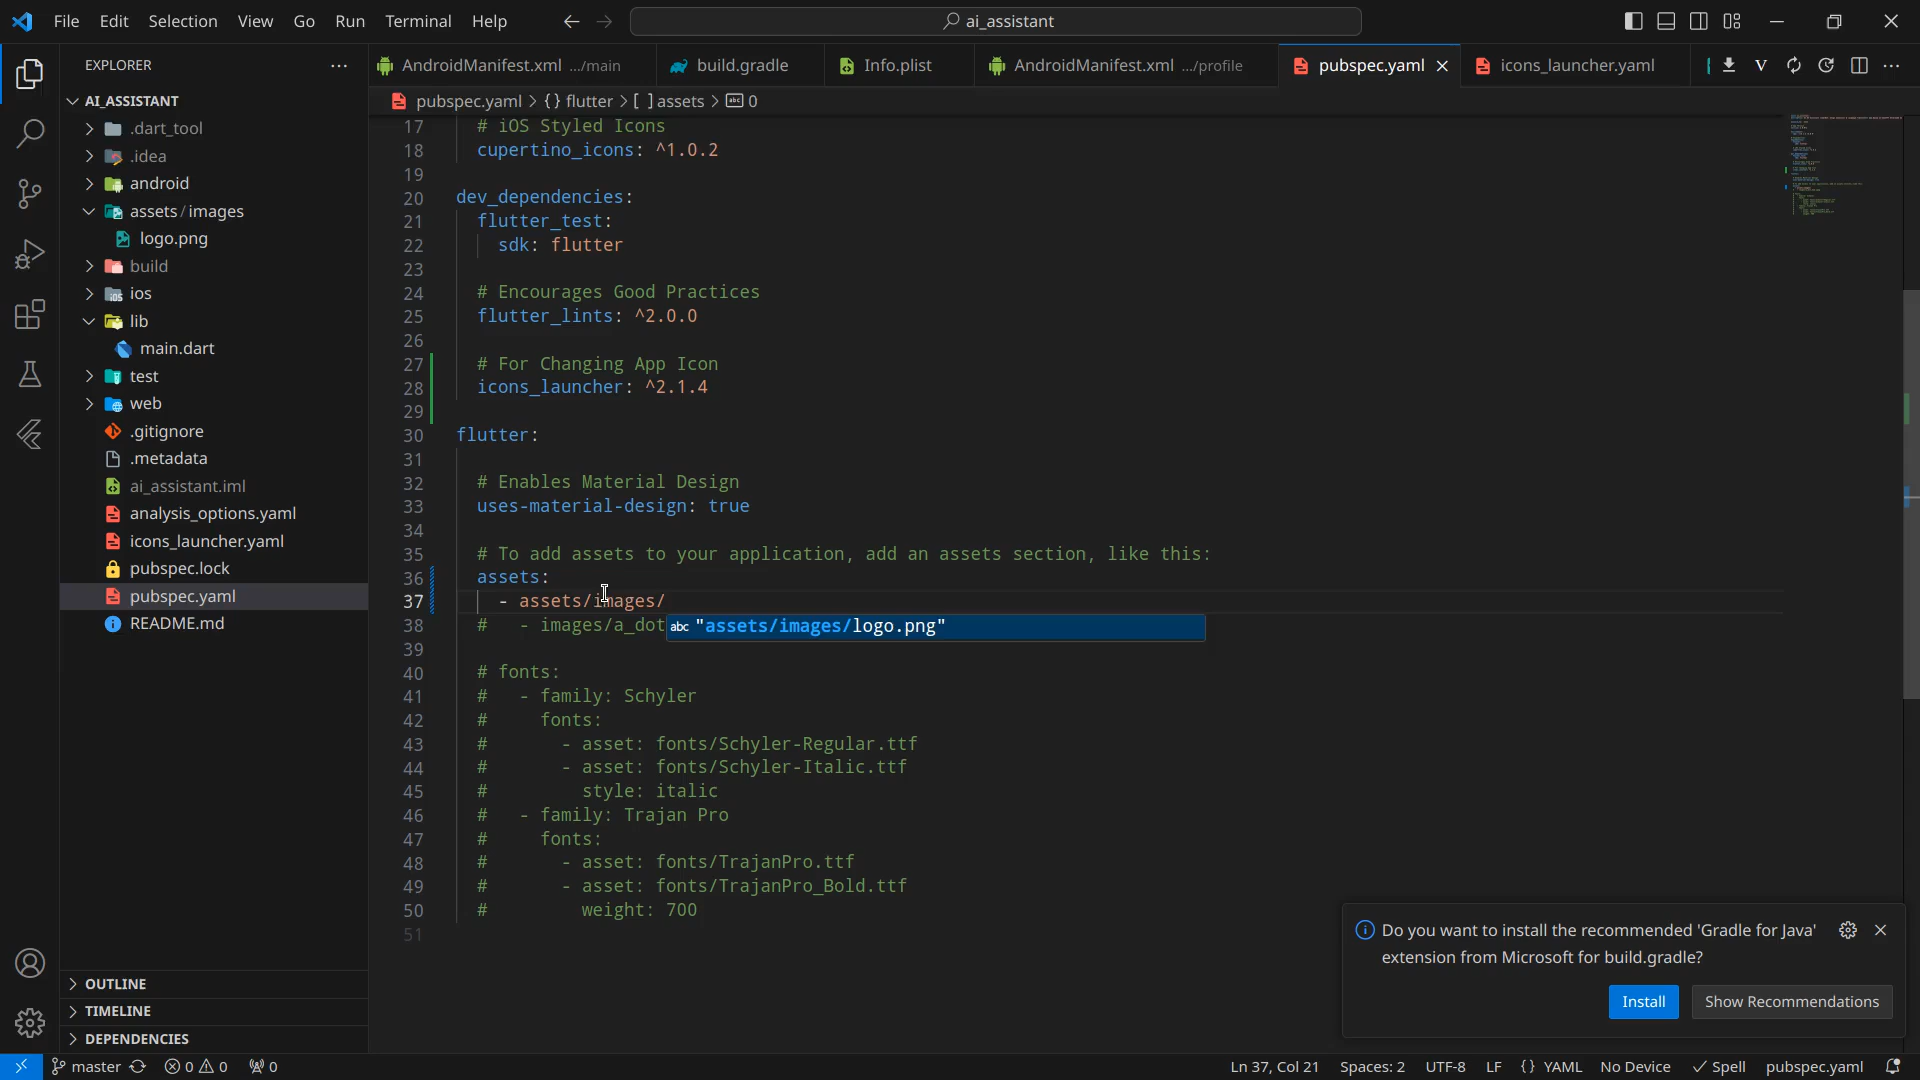 File Edit Selection View Go Run Terminal Help
ai_assistant
EXPLORER
AndroidManifest.xml .../main
build.gradle
Info.plist
AndroidManifest.xml .../profile
pubspec.yaml
icons_launcher.yaml
pubspec.yaml > {} flutter > [ ] assets > abc 0
AI_ASSISTANT
.dart_tool
.idea
android
assets / images
logo.png
build
ios
lib
main.dart
test
web
.gitignore
.metadata
ai_assistant.iml
analysis_options.yaml
icons_launcher.yaml
pubspec.lock
pubspec.yaml
README.md
OUTLINE
TIMELINE
DEPENDENCIES
17 # iOS Styled Icons
18 cupertino_icons: ^1.0.2
19
20 dev_dependencies:
21 flutter_test:
22 sdk: flutter
23
24 # Encourages Good Practices
25 flutter_lints: ^2.0.0
26
27 # For Changing App Icon
28 icons_launcher: ^2.1.4
29
30 flutter:
31
32 # Enables Material Design
33 uses-material-design: true
34
35 # To add assets to your application, add an assets section, like this:
36 assets:
37 - assets/images/
38 # - images/a_dot
abc "assets/images/logo.png"
39
40 # fonts:
41 # - family: Schyler
42 # fonts:
43 # - asset: fonts/Schyler-Regular.ttf
44 # - asset: fonts/Schyler-Italic.ttf
45 # style: italic
46 # - family: Trajan Pro
47 # fonts:
48 # - asset: fonts/TrajanPro.ttf
49 # - asset: fonts/TrajanPro_Bold.ttf
50 # weight: 700
51
Do you want to install the recommended 'Gradle for Java'
extension from Microsoft for build.gradle?
Install
Show Recommendations
master 0 0 0
Ln 37, Col 21 Spaces: 2 UTF-8 LF {} YAML No Device Spell pubspec.yaml